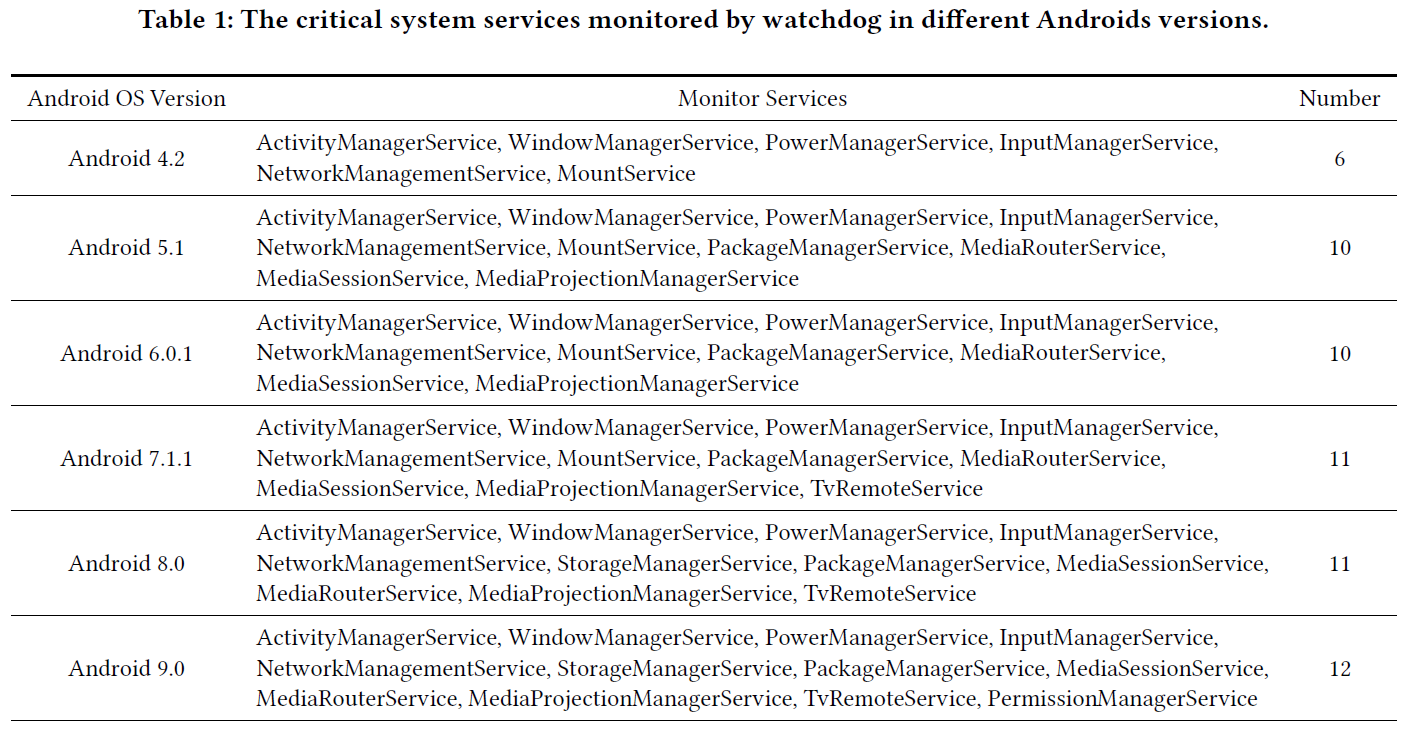 Table 1: The critical system services monitored by watchdog in different Androids versions.
Android OS Version Monitor Services Number
Android 4.2
ActivityManagerService, WindowManagerService, PowerManagerService, InputManagerService,
NetworkManagementService, MountService
6
Android 5.1
ActivityManagerService, WindowManagerService, PowerManagerService, InputManagerService,
NetworkManagementService, MountService, PackageManagerService, MediaRouterService,
MediaSessionService, MediaProjectionManagerService
10
Android 6.0.1
ActivityManagerService, WindowManagerService, PowerManagerService, InputManagerService,
NetworkManagementService, MountService, PackageManagerService, MediaRouterService,
MediaSessionService, MediaProjectionManagerService
10
Android 7.1.1
ActivityManagerService, WindowManagerService, PowerManagerService, InputManagerService,
NetworkManagementService, MountService, PackageManagerService, MediaRouterService,
MediaSessionService, MediaProjectionManagerService, TvRemoteService
11
Android 8.0
ActivityManagerService, WindowManagerService, PowerManagerService, InputManagerService,
NetworkManagementService, StorageManagerService, PackageManagerService, MediaSessionService,
MediaRouterService, MediaProjectionManagerService, TvRemoteService
11
Android 9.0
ActivityManagerService, WindowManagerService, PowerManagerService, InputManagerService,
NetworkManagementService, StorageManagerService, PackageManagerService, MediaSessionService,
MediaRouterService, MediaProjectionManagerService, TvRemoteService, PermissionManagerService
12